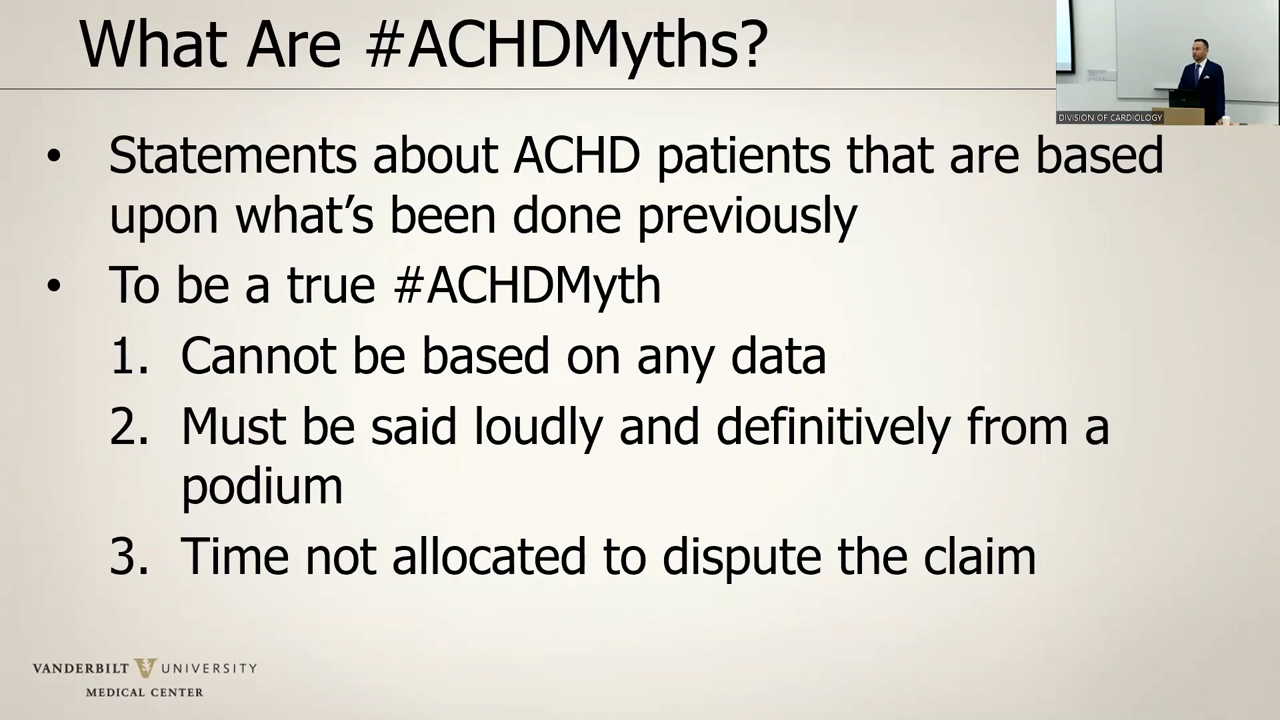 What Are #ACHDMyths?
DIVISION OF CARDIOLOGY
• Statements about ACHD patients that are based
upon what’s been done previously
• To be a true #ACHDMyth
1. Cannot be based on any data
2. Must be said loudly and definitively from a
podium
3. Time not allocated to dispute the claim
VANDERBILT UNIVERSITY
MEDICAL CENTER